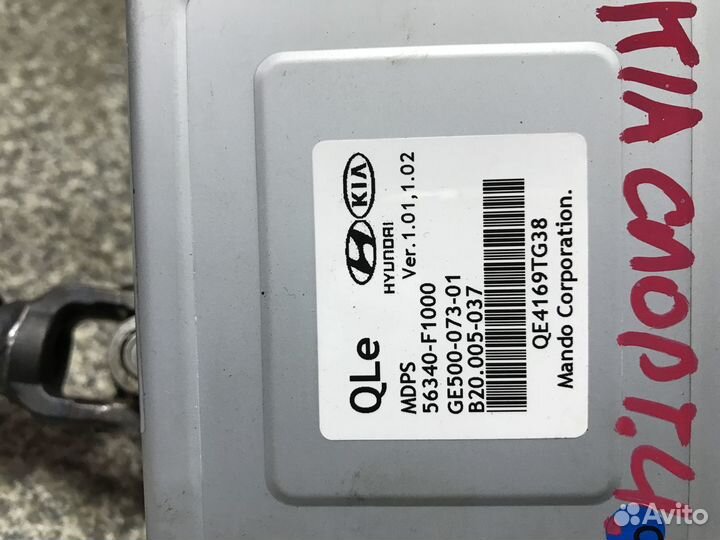 QLe
HYUNDAI KIA
MDPS Ver.1.01,1.02
56340-F1000
GE500-073-01
B20.005-037
QE4169TG38
Mando Corporation.
KIA СПОРТ.4
Avito